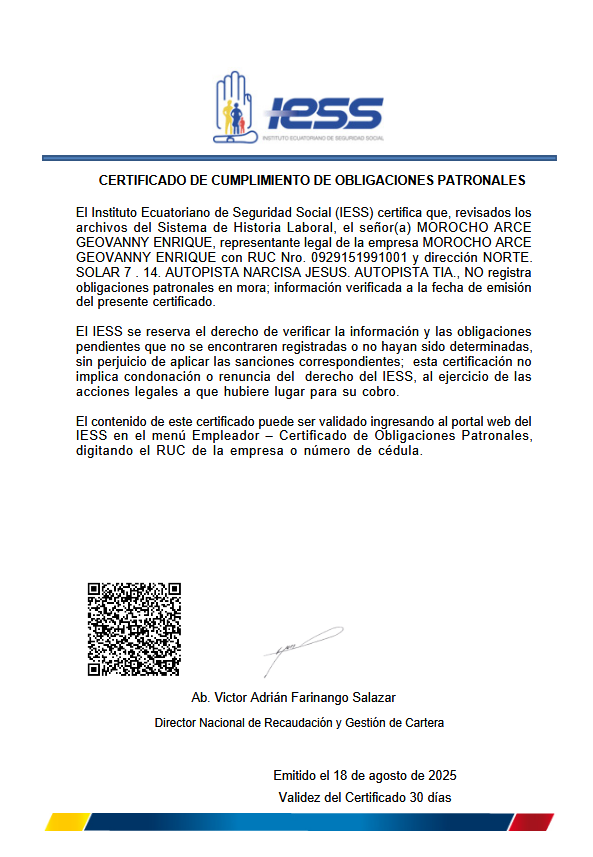 IESS
INSTITUTO ECUATORIANO DE SEGURIDAD SOCIAL
CERTIFICADO DE CUMPLIMIENTO DE OBLIGACIONES PATRONALES
El Instituto Ecuatoriano de Seguridad Social (IESS) certifica que, revisados los
archivos del Sistema de Historia Laboral, el señor(a) MOROCHO ARCE
GEOVANNY ENRIQUE, representante legal de la empresa MOROCHO ARCE
GEOVANNY ENRIQUE con RUC Nro. 0929151991001 y dirección NORTE.
SOLAR 7 . 14. AUTOPISTA NARCISA JESUS. AUTOPISTA TIA., NO registra
obligaciones patronales en mora; información verificada a la fecha de emisión
del presente certificado.
El IESS se reserva el derecho de verificar la información y las obligaciones
pendientes que no se encontraren registradas o no hayan sido determinadas,
sin perjuicio de aplicar las sanciones correspondientes; esta certificación no
implica condonación o renuncia del derecho del IESS, al ejercicio de las
acciones legales a que hubiere lugar para su cobro.
El contenido de este certificado puede ser validado ingresando al portal web del
IESS en el menú Empleador – Certificado de Obligaciones Patronales,
digitando el RUC de la empresa o número de cédula.
Ab. Victor Adrián Farinango Salazar
Director Nacional de Recaudación y Gestión de Cartera
Emitido el 18 de agosto de 2025
Validez del Certificado 30 días